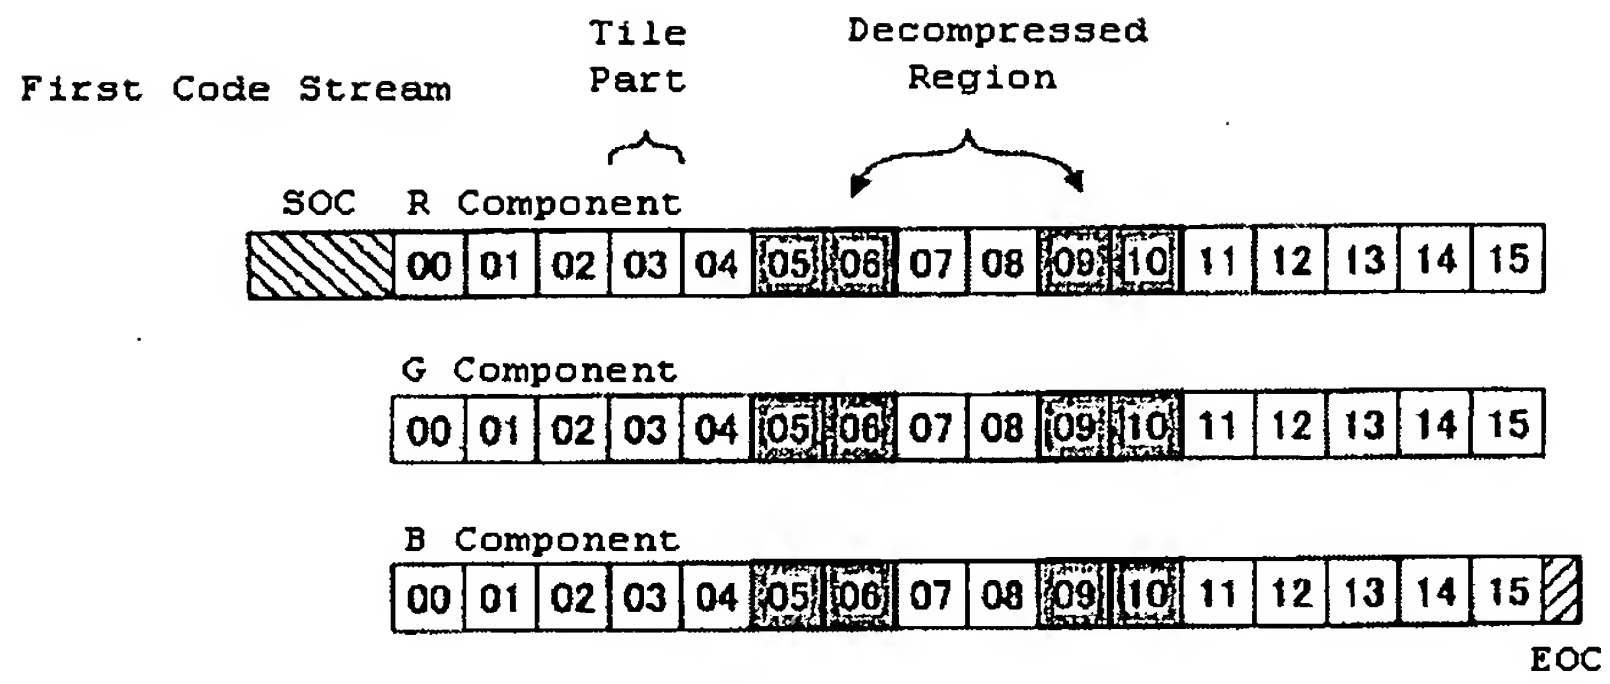 Tile
Part
Decompressed
Region
First Code Stream
SOC R Component
00 01 02 03 04 05 06 07 08 09 10 11 12 13 14 15
G Component
00 01 02 03 04 05 06 07 08 09 10 11 12 13 14 15
B Component
00 01 02 03 04 05 06 07 08 09 10 11 12 13 14 15
EOC